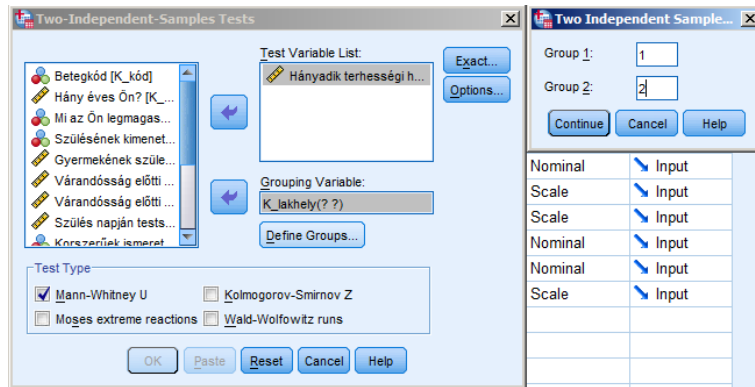 Two-Independent-Samples Tests
Betegkód [K_kód]
Hány éves Ön? [K_...
Mi az Ön legmagas...
Szülésének kimenet...
Gyermekének szüle...
Várandósság előtti ...
Várandósság előtti ...
Szülés napján tests...
Korszerűek ismeret
Test Variable List:
Hányadik terhességi h...
Exact...
Options...
Grouping Variable:
K_lakhely(? ?)
Define Groups...
Test Type
Mann-Whitney U
Kolmogorov-Smirnov Z
Moses extreme reactions
Wald-Wolfowitz runs
OK
Paste
Reset
Cancel
Help
Two Independent Sample...
Group 1:
1
Group 2:
2
Continue
Cancel
Help
Nominal Input
Scale Input
Scale Input
Nominal Input
Nominal Input
Scale Input